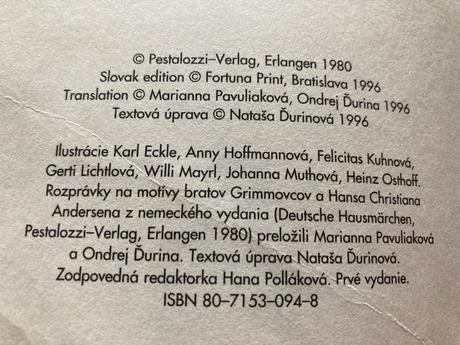 © Pestalozzi–Verlag, Erlangen 1980
Slovak edition © Fortuna Print, Bratislava 1996
Translation © Marianna Pavuliaková, Ondrej Ďurina 1996
Textová úprava © Nataša Ďurinová 1996
Ilustrácie Karl Eckle, Anny Hoffmannová, Felicitas Kuhnová,
Gerti Lichtlová, Willi Mayrl, Johanna Muthová, Heinz Osthoff.
Rozprávky na motívy bratov Grimmovcov a Hansa Christiana
Andersena z nemeckého vydania (Deutsche Hausmärchen,
Pestalozzi–Verlag, Erlangen 1980) preložili Marianna Pavuliaková
a Ondrej Ďurina. Textová úprava Nataša Ďurinová.
Zodpovedná redaktorka Hana Polláková. Prvé vydanie.
ISBN 80–7153–094–8